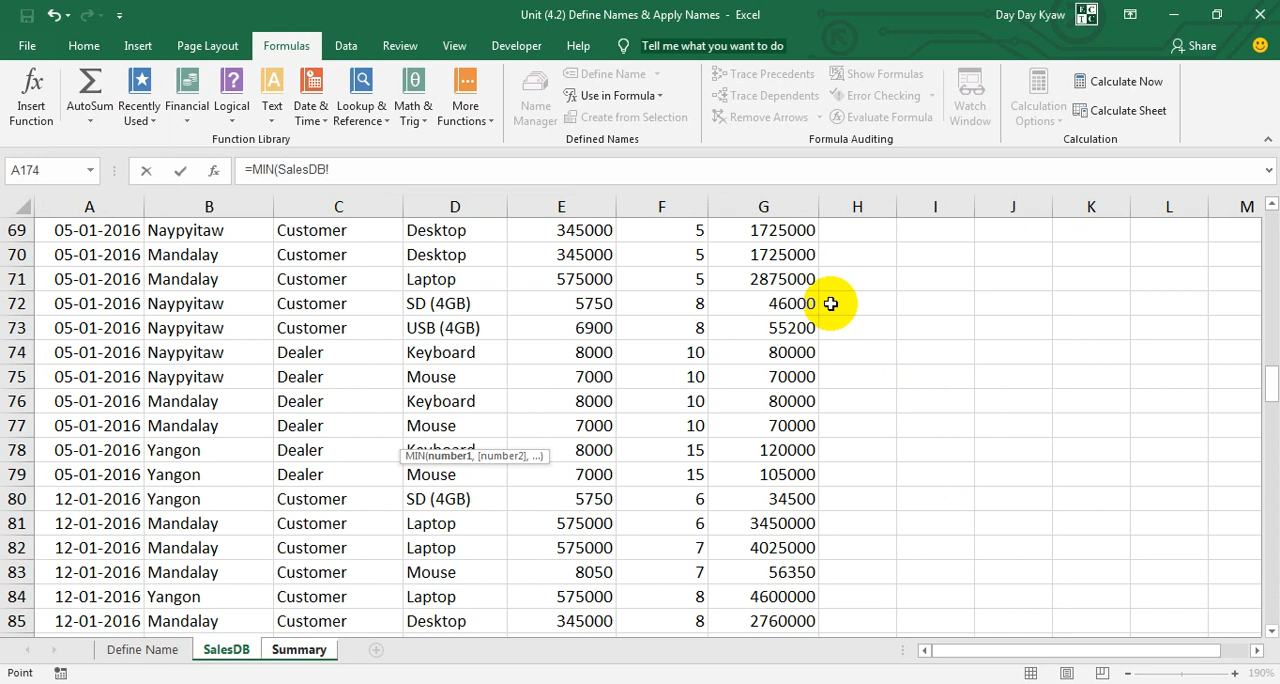 Unit (4.2) Define Names & Apply Names - Excel
Day Day Kyaw
File Home Insert Page Layout Formulas Data Review View Developer Help Tell me what you want to do Share
Insert Function
AutoSum
Recently Used
Financial
Logical
Text
Date & Time
Lookup & Reference
Math & Trig
More Functions
Function Library
Name Manager
Define Name
Use in Formula
Create from Selection
Defined Names
Trace Precedents
Trace Dependents
Remove Arrows
Show Formulas
Error Checking
Evaluate Formula
Watch Window
Formula Auditing
Calculation Options
Calculate Now
Calculate Sheet
Calculation
A174 fx =MIN(SalesDB!
A B C D E F G H I J K L M
69 05-01-2016 Naypyitaw Customer Desktop 345000 5 1725000
70 05-01-2016 Mandalay Customer Desktop 345000 5 1725000
71 05-01-2016 Mandalay Customer Laptop 575000 5 2875000
72 05-01-2016 Naypyitaw Customer SD (4GB) 5750 8 46000
73 05-01-2016 Naypyitaw Customer USB (4GB) 6900 8 55200
74 05-01-2016 Naypyitaw Dealer Keyboard 8000 10 80000
75 05-01-2016 Naypyitaw Dealer Mouse 7000 10 70000
76 05-01-2016 Mandalay Dealer Keyboard 8000 10 80000
77 05-01-2016 Mandalay Dealer Mouse 7000 10 70000
78 05-01-2016 Yangon Dealer Keyboard 8000 15 120000
MIN(number1, [number2], ...)
79 05-01-2016 Yangon Dealer Mouse 7000 15 105000
80 12-01-2016 Yangon Customer SD (4GB) 5750 6 34500
81 12-01-2016 Mandalay Customer Laptop 575000 6 3450000
82 12-01-2016 Mandalay Customer Laptop 575000 7 4025000
83 12-01-2016 Mandalay Customer Mouse 8050 7 56350
84 12-01-2016 Yangon Customer Laptop 575000 8 4600000
85 12-01-2016 Mandalay Customer Desktop 345000 8 2760000
Define Name SalesDB Summary
Point 190%